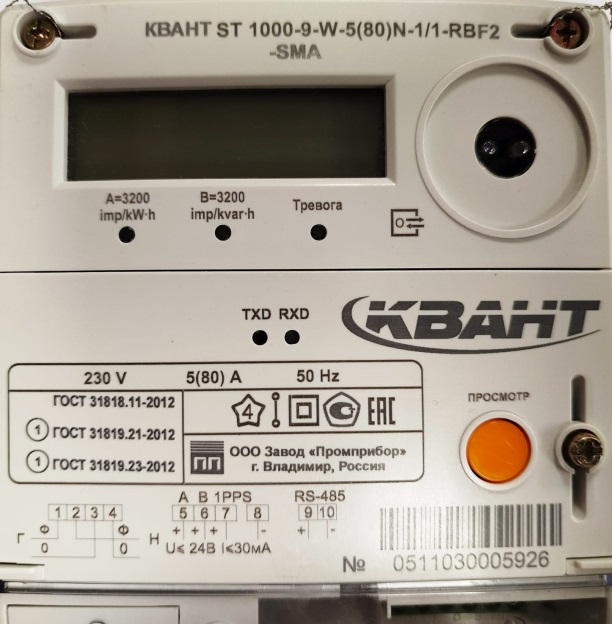 КВАНТ ST 1000-9-W-5(80)N-1/1-RBF2
-SMA
A=3200 B=3200 Тревога
imp/kW·h imp/kvar·h
TXD RXD
КВАНТ
230 V 5(80) A 50 Hz
ГОСТ 31818.11-2012
1 ГОСТ 31819.21-2012
1 ГОСТ 31819.23-2012
4 ЕАС
ПП ООО Завод «Промприбор»
г. Владимир, Россия
ПРОСМОТР
A B 1PPS RS-485
1 2 3 4 5 6 7 8 9 10
Г Ф 0 Ф 0 Н + + + - + -
U≤ 24В I≤30мА
№ 0511030005926